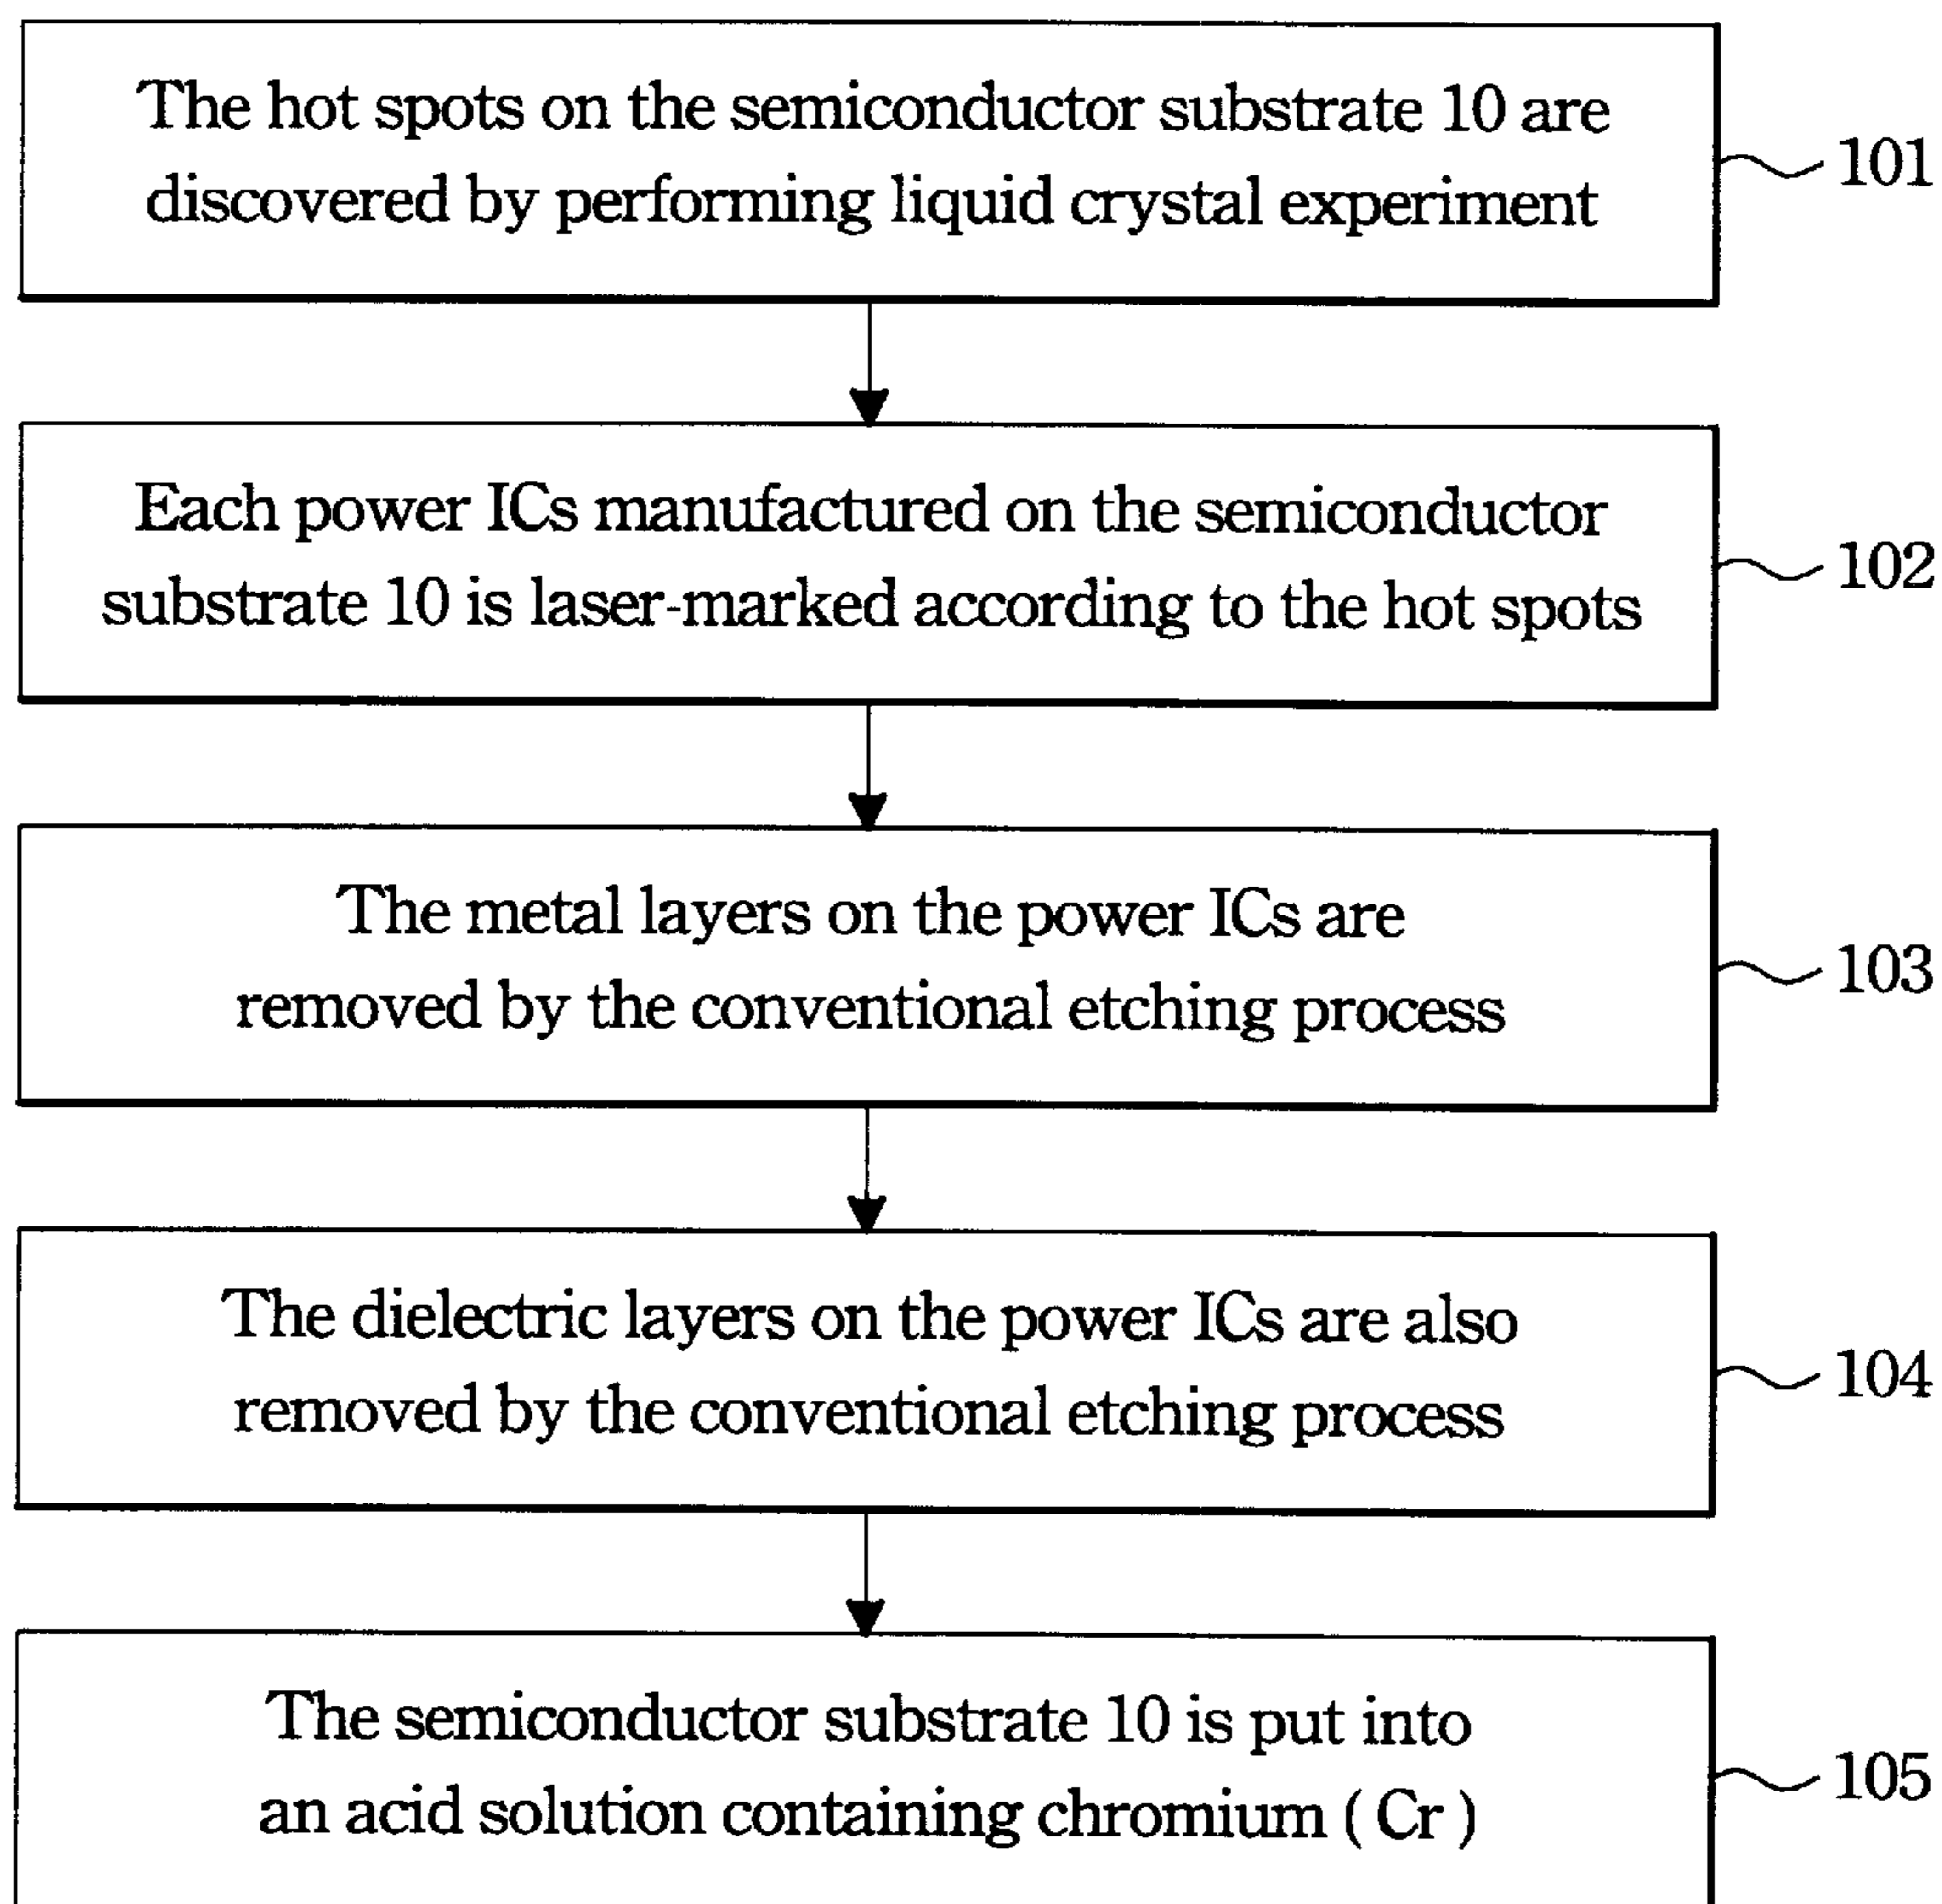 The hot spots on the semiconductor substrate 10 are
discovered by performing liquid crystal experiment
101
Each power ICs manufactured on the semiconductor
substrate 10 is laser-marked according to the hot spots
102
The metal layers on the power ICs are
removed by the conventional etching process
103
The dielectric layers on the power ICs are also
removed by the conventional etching process
104
The semiconductor substrate 10 is put into
an acid solution containing chromium ( Cr )
105